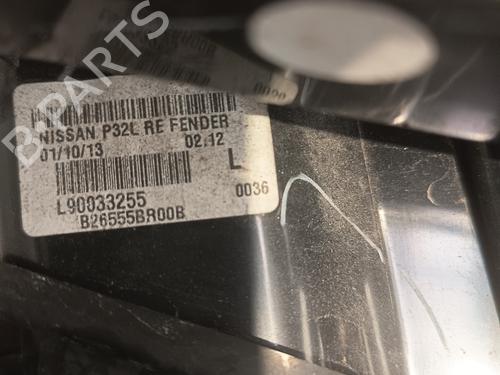 B-PARTS
NISSAN P32L RE FENDER
01/10/13 02.12
L
L90033255 0036
B26555BR00B